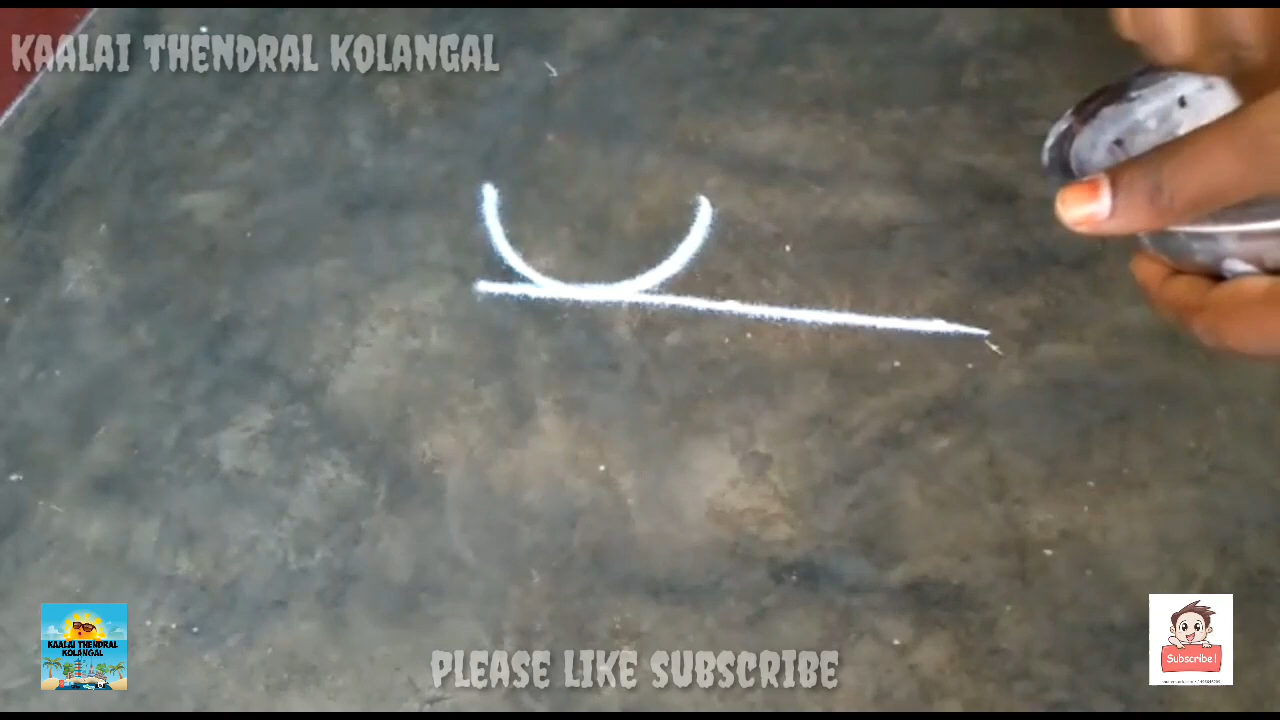 KAALAI THENDRAL KOLANGAL
KAALAI THENDRAL
KOLANGAL
PLEASE LIKE SUBSCRIBE
Subscribe!